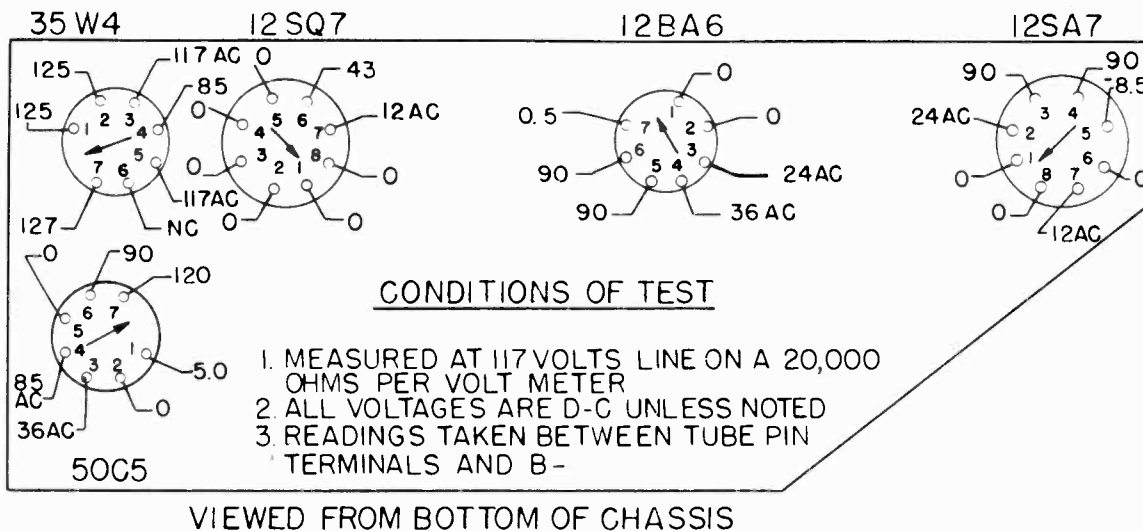 35W4 12SQ7 12BA6 12SA7
125 117AC 85 125 2 3 1 4 5 7 6 127 NC 117AC
0 43 0 12AC 5 6 4 7 3 8 2 1 0 0 0 0
0 0.5 0 1 7 2 6 3 5 4 90 24AC 90 36AC
90 90 -8.5 24AC 3 4 2 5 1 6 8 7 0 0 0 12AC
0 90 120 6 7 5 4 1 3 2 85 AC 36AC 5.0 0
50C5
CONDITIONS OF TEST
1. MEASURED AT 117 VOLTS LINE ON A 20,000
OHMS PER VOLT METER
2. ALL VOLTAGES ARE D-C UNLESS NOTED
3. READINGS TAKEN BETWEEN TUBE PIN
TERMINALS AND B-
VIEWED FROM BOTTOM OF CHASSIS